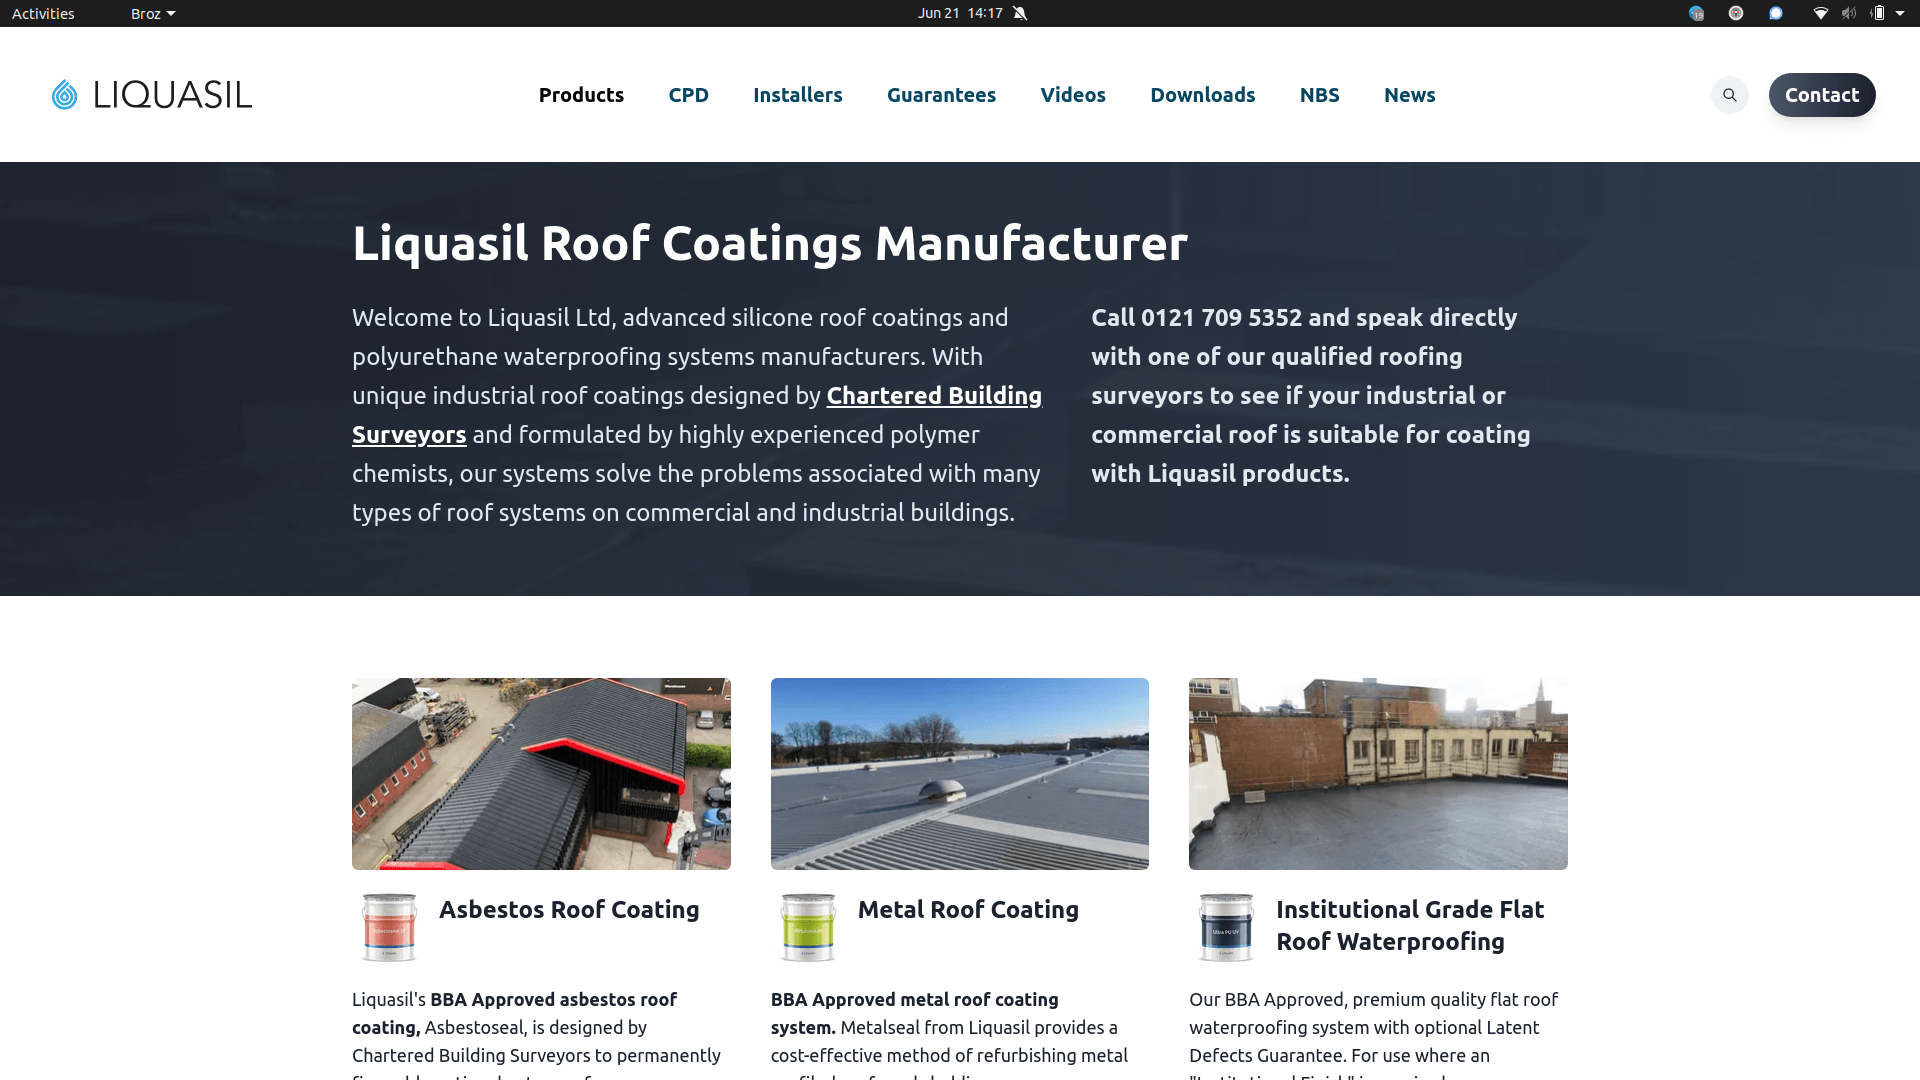 Activities
Broz
Jun 21 14:17
19
LIQUASIL
Products
CPD
Installers
Guarantees
Videos
Downloads
NBS
News
Contact
Liquasil Roof Coatings Manufacturer
Welcome to Liquasil Ltd, advanced silicone roof coatings and
polyurethane waterproofing systems manufacturers. With
unique industrial roof coatings designed by Chartered Building
Surveyors and formulated by highly experienced polymer
chemists, our systems solve the problems associated with many
types of roof systems on commercial and industrial buildings.
Call 0121 709 5352 and speak directly
with one of our qualified roofing
surveyors to see if your industrial or
commercial roof is suitable for coating
with Liquasil products.
Asbestos Roof Coating
Liquasil's BBA Approved asbestos roof
coating, Asbestoseal, is designed by
Chartered Building Surveyors to permanently
Metal Roof Coating
BBA Approved metal roof coating
system. Metalseal from Liquasil provides a
cost-effective method of refurbishing metal
Ultra PU UV
Institutional Grade Flat
Roof Waterproofing
Our BBA Approved, premium quality flat roof
waterproofing system with optional Latent
Defects Guarantee. For use where an